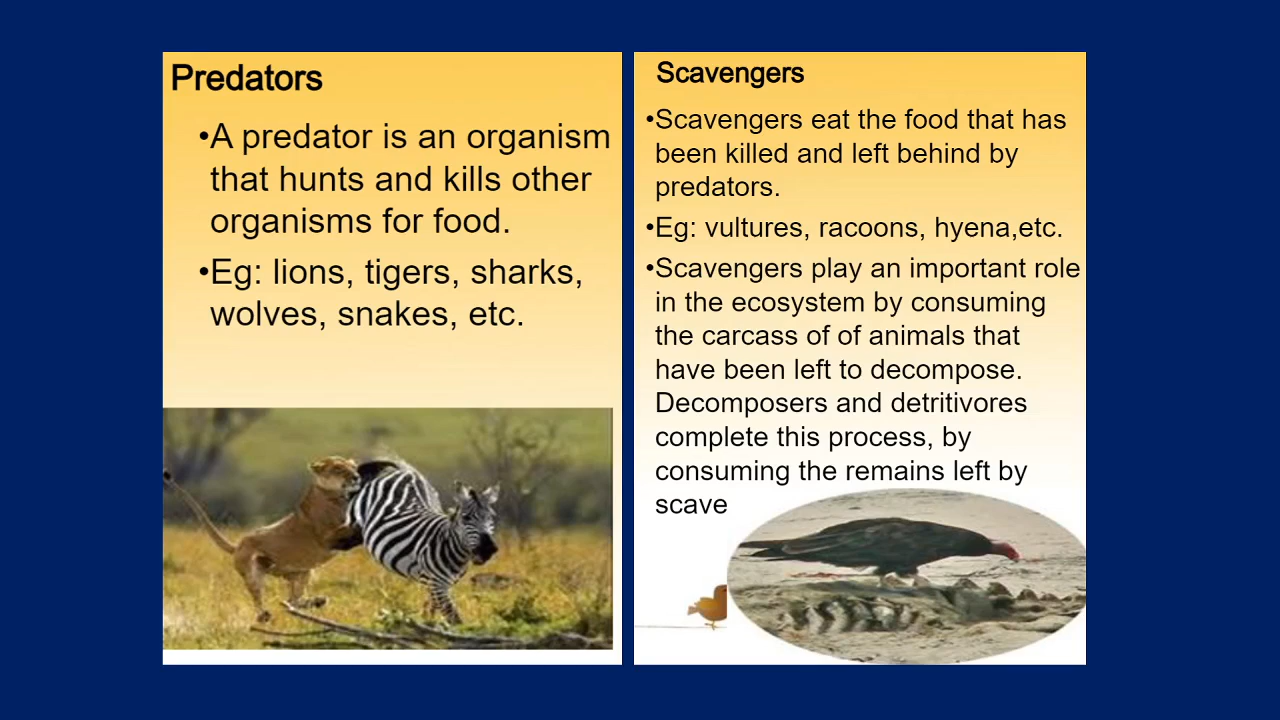 Predators
•A predator is an organism
that hunts and kills other
organisms for food.
•Eg: lions, tigers, sharks,
wolves, snakes, etc.
Scavengers
•Scavengers eat the food that has
been killed and left behind by
predators.
•Eg: vultures, racoons, hyena,etc.
•Scavengers play an important role
in the ecosystem by consuming
the carcass of of animals that
have been left to decompose.
Decomposers and detritivores
complete this process, by
consuming the remains left by
scave